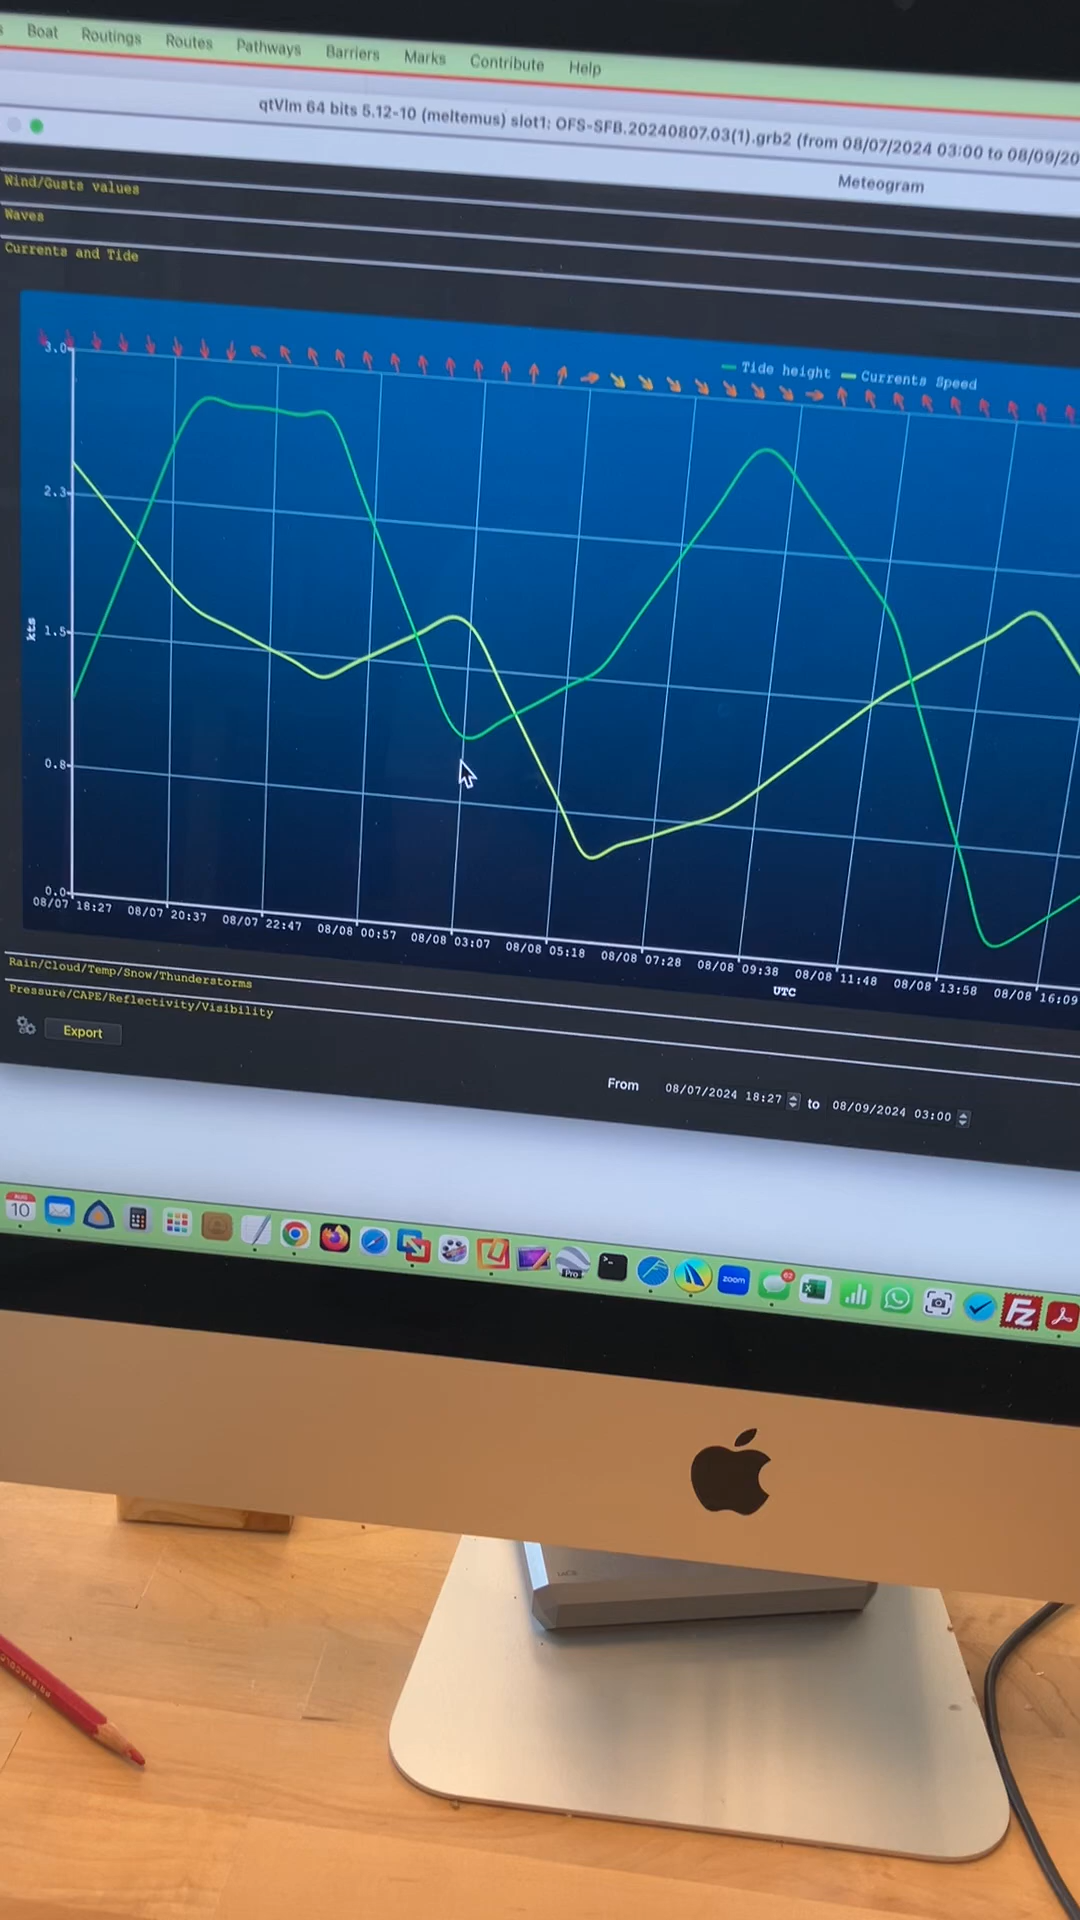 Boat Routings Routes Pathways Barriers Marks Contribute Help
qtVlm 64 bits 5.12-10 (meltemus) slot1: OFS-SFB.20240807.03(1).grb2 (from 08/07/2024 03:00 to 08/09/20
Meteogram
Wind/Gusts values
Waves
Currents and Tide
Tide height Currents Speed
3.0
2.3
1.5
0.8
0.0
kts
08/07 18:27 08/07 20:37 08/07 22:47 08/08 00:57 08/08 03:07 08/08 05:18 08/08 07:28 08/08 09:38 08/08 11:48 08/08 13:58 08/08 16:09
UTC
Rain/Cloud/Temp/Snow/Thunderstorms
Pressure/CAPE/Reflectivity/Visibility
Export
From 08/07/2024 18:27 to 08/09/2024 03:00
AUG
10
Pro
zoom
62
X
Fz
LaCie